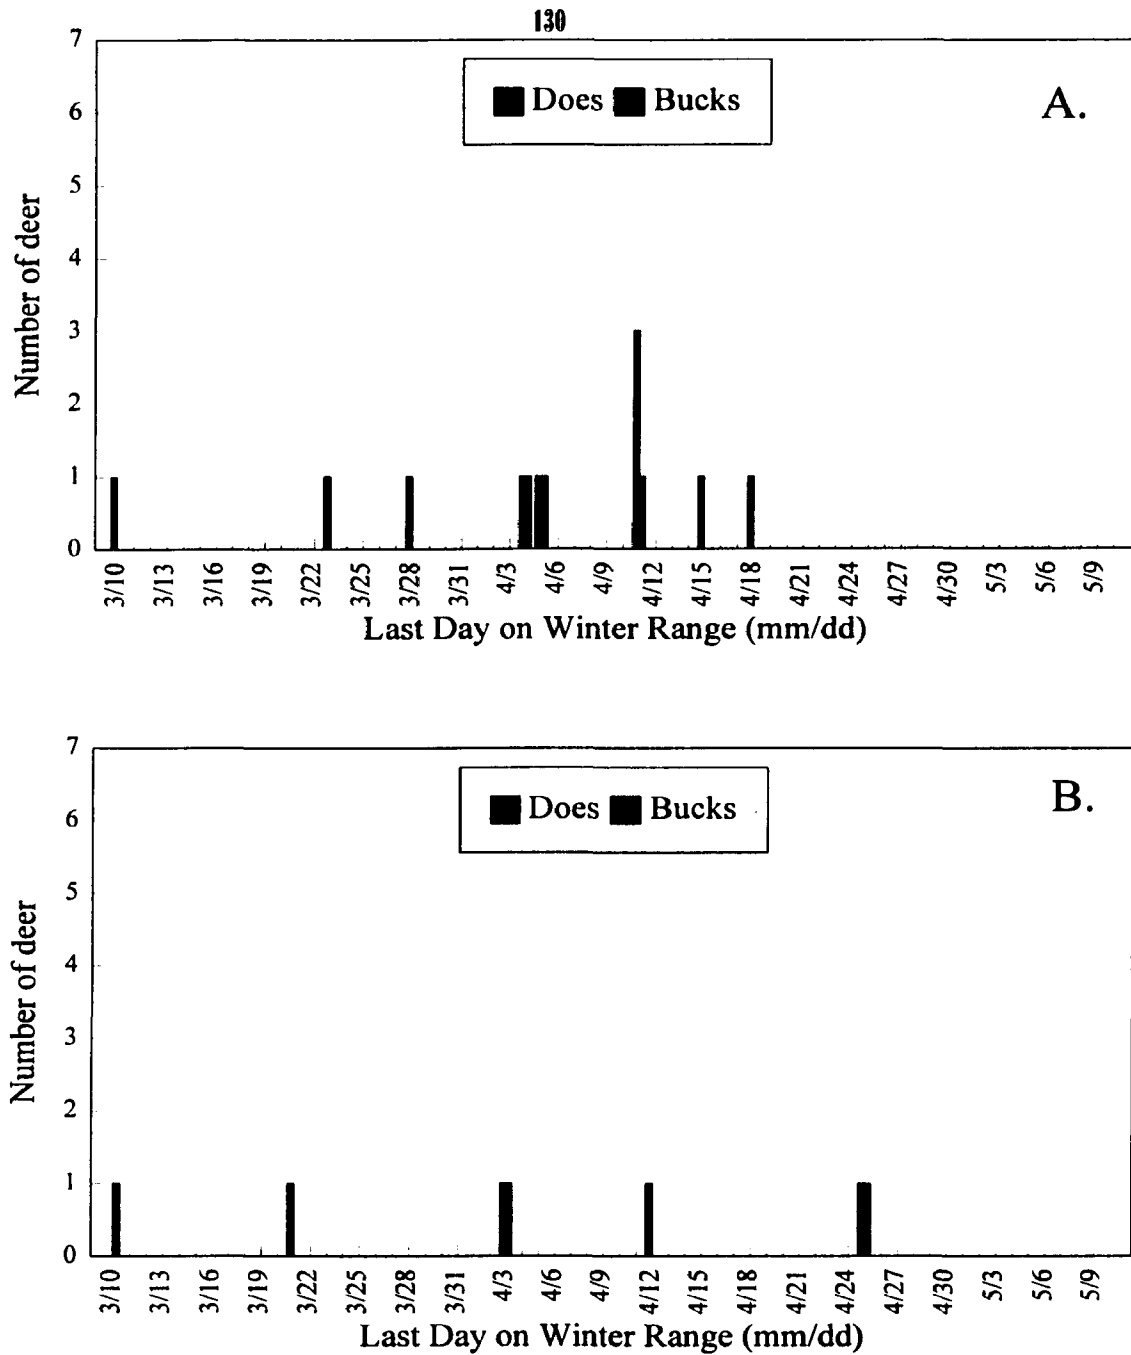 130
7
6
5
4
3
2
1
0
Number of deer
Does Bucks
A.
3/10 3/13 3/16 3/19 3/22 3/25 3/28 3/31 4/3 4/6 4/9 4/12 4/15 4/18 4/21 4/24 4/27 4/30 5/3 5/6 5/9
Last Day on Winter Range (mm/dd)
7
6
5
4
3
2
1
0
Number of deer
Does Bucks
B.
3/10 3/13 3/16 3/19 3/22 3/25 3/28 3/31 4/3 4/6 4/9 4/12 4/15 4/18 4/21 4/24 4/27 4/30 5/3 5/6 5/9
Last Day on Winter Range (mm/dd)